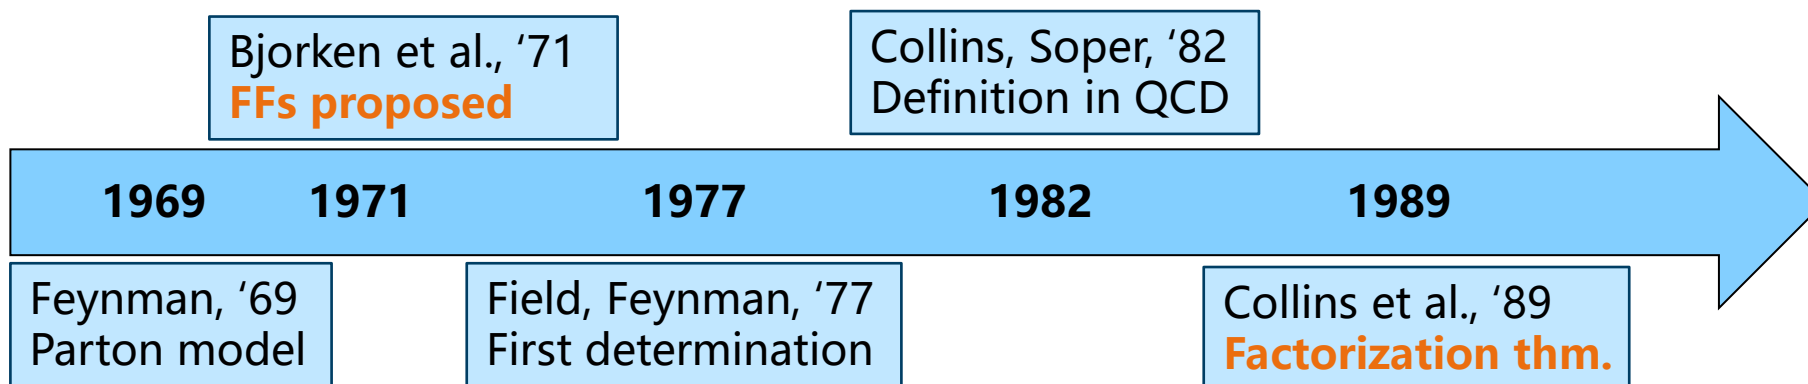 Bjorken et al., ‘71
FFs proposed
Collins, Soper, ‘82
Definition in QCD
1969 1971 1977 1982 1989
Feynman, ‘69
Parton model
Field, Feynman, ‘77
First determination
Collins et al., ‘89
Factorization thm.